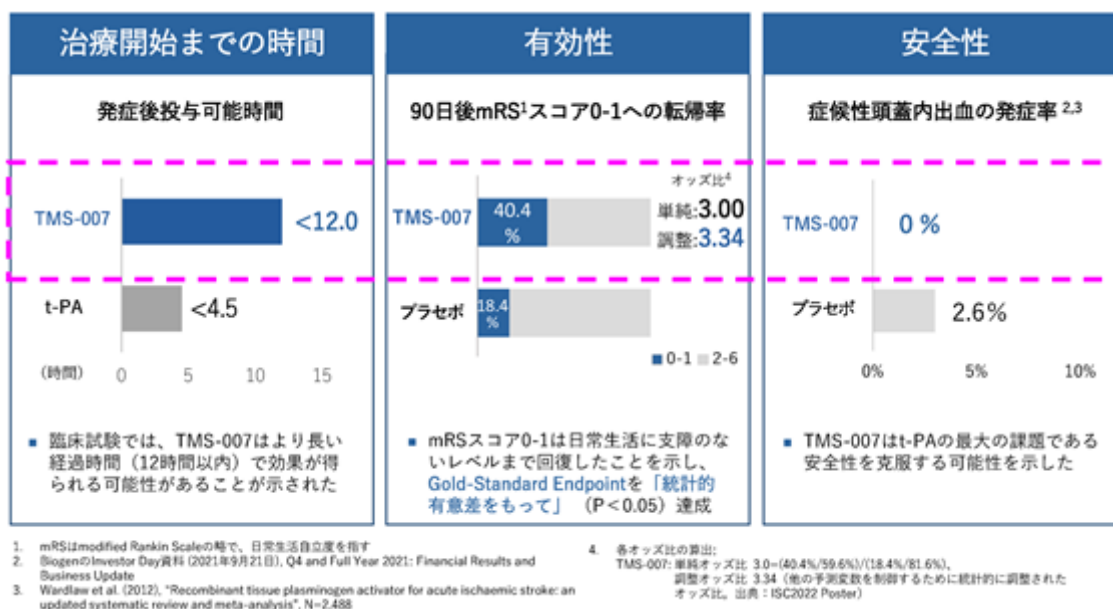 治療開始までの時間
発症後投与可能時間
TMS-007
<12.0
t-PA
<4.5
(時間)
0
5
10
15
■ 臨床試験では、TMS-007はより長い
経過時間（12時間以内）で効果が得
られる可能性があることが示された
有効性
90日後mRS¹スコア0-1への転帰率
オッズ比⁴
TMS-007
40.4
%
単純:3.00
調整:3.34
プラセボ
18.4
%
■0-1 ■2-6
■ mRSスコア0-1は日常生活に支障のな
いレベルまで回復したことを示し、
Gold-Standard Endpointを「統計的
有意差をもって」（P＜0.05）達成
安全性
症候性頭蓋内出血の発症率 2,3
TMS-007
0 %
プラセボ
2.6%
0%
5%
10%
■ TMS-007はt-PAの最大の課題である
安全性を克服する可能性を示した
1. mRSはmodified Rankin Scaleの略で、日常生活自立度を指す
2. BiogenのInvestor Day資料 (2021年9月21日), Q4 and Full Year 2021: Financial Results and
Business Update
3. Wardlaw et al. (2012), "Recombinant tissue plasminogen activator for acute ischaemic stroke: an
updated systematic review and meta-analysis", N=2,488
4. 各オッズ比の算出;
TMS-007: 単純オッズ比 3.0=(40.4%/59.6%)/(18.4%/81.6%)、
調整オッズ比 3.34（他の予測変数を制御するために統計的に調整された
オッズ比。出典：ISC2022 Poster）